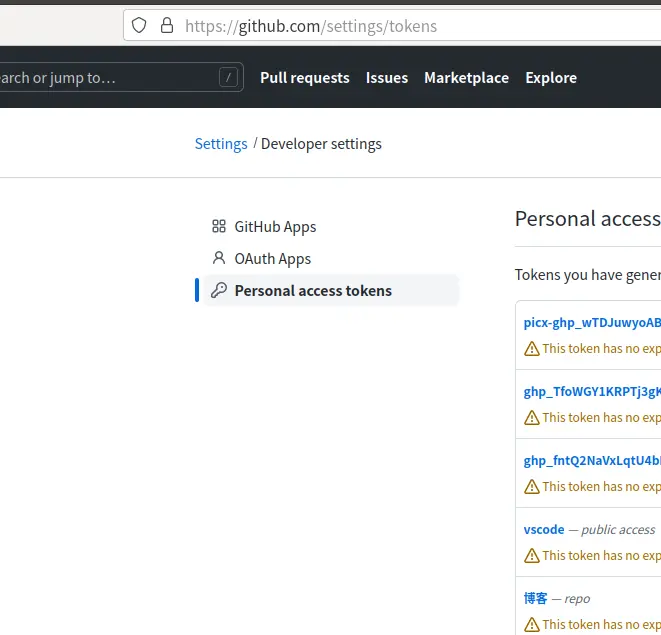 https://github.com/settings/tokens
earch or jump to… /
Pull requests Issues Marketplace Explore
Settings / Developer settings
GitHub Apps
OAuth Apps
Personal access tokens
Personal access
Tokens you have gener
picx-ghp_wTDJuwyoAB
This token has no exp
ghp_TfoWGY1KRPTj3gK
This token has no exp
ghp_fntQ2NaVxLqtU4b
This token has no exp
vscode — public access
This token has no exp
博客 — repo
This token has no exp